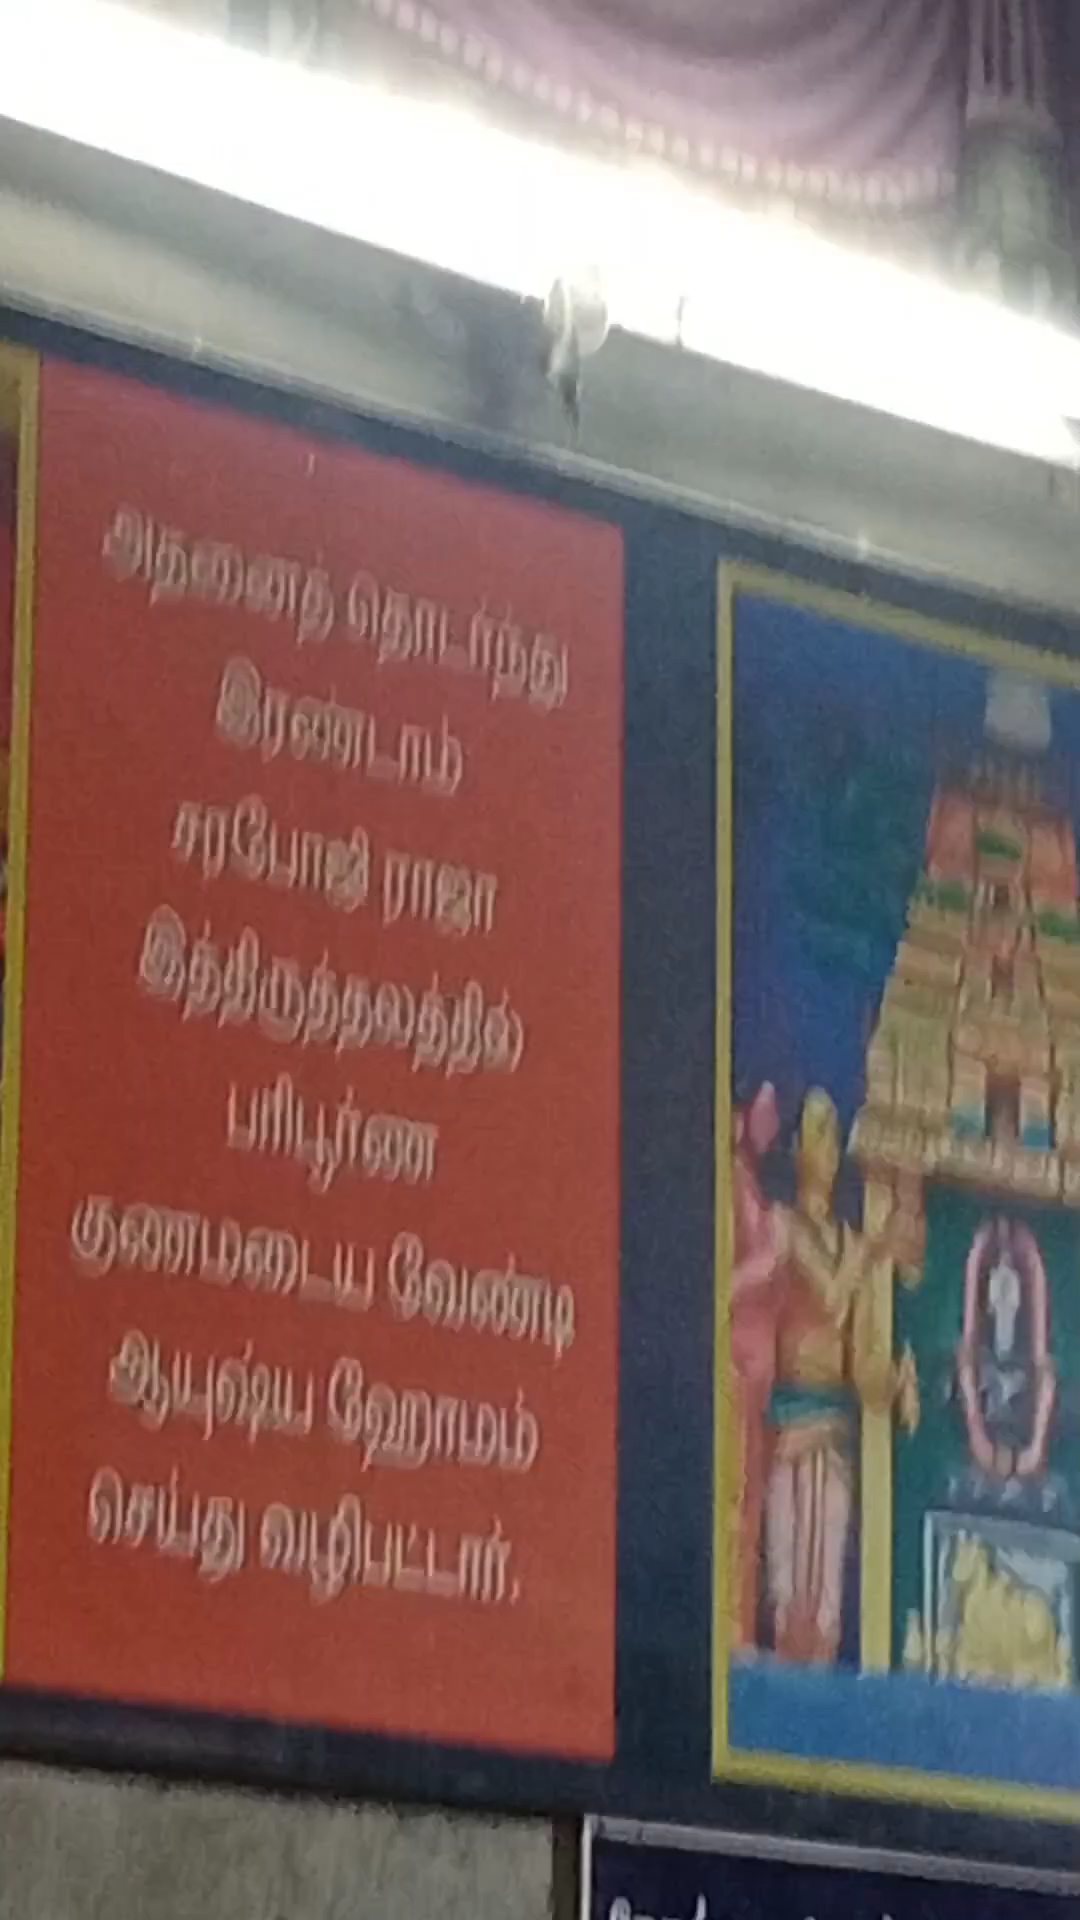 அதனைத் தொடர்ந்து
இரண்டாம்
சரபோஜி ராஜா
இத்திருத்தலத்தில்
பரிபூர்ண
குணமடைய வேண்டி
ஆயுஷ்ய ஹோமம்
செய்து வழிபட்டார்.